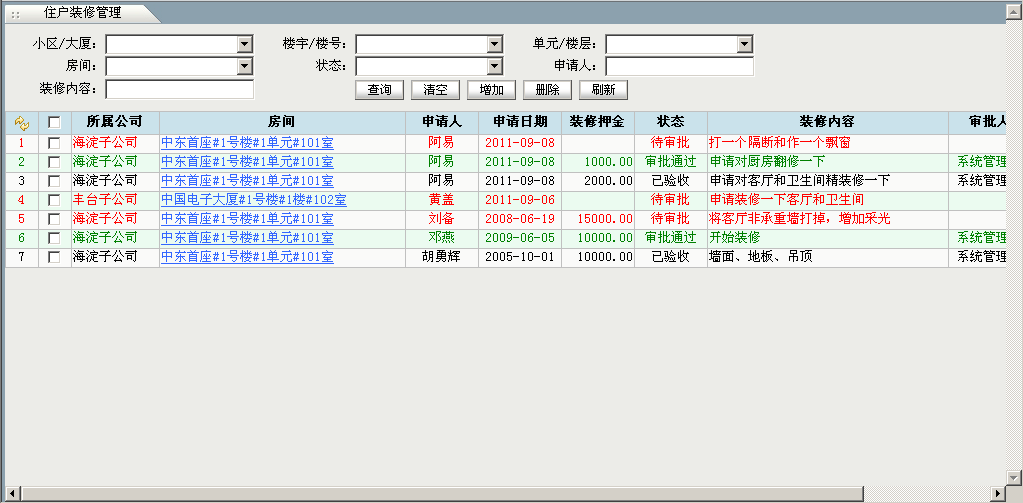 住户装修管理
小区/大厦： 楼宇/楼号： 单元/楼层：
房间： 状态： 申请人：
装修内容： 查询 清空 增加 删除 刷新
所属公司 房间 申请人 申请日期 装修押金 状态 装修内容 审批人
1 海淀子公司 中东首座#1号楼#1单元#101室 阿易 2011-09-08 待审批 打一个隔断和作一个飘窗
2 海淀子公司 中东首座#1号楼#1单元#101室 阿易 2011-09-08 1000.00 审批通过 申请对厨房翻修一下 系统管理
3 海淀子公司 中东首座#1号楼#1单元#101室 阿易 2011-09-08 2000.00 已验收 申请对客厅和卫生间精装修一下 系统管理
4 丰台子公司 中国电子大厦#1号楼#1楼#102室 黄盖 2011-09-06 待审批 申请装修一下客厅和卫生间
5 海淀子公司 中东首座#1号楼#1单元#101室 刘备 2008-06-19 15000.00 待审批 将客厅非承重墙打掉，增加采光
6 海淀子公司 中东首座#1号楼#1单元#101室 邓燕 2009-06-05 10000.00 审批通过 开始装修 系统管理
7 海淀子公司 中东首座#1号楼#1单元#101室 胡勇辉 2005-10-01 10000.00 已验收 墙面、地板、吊顶 系统管理